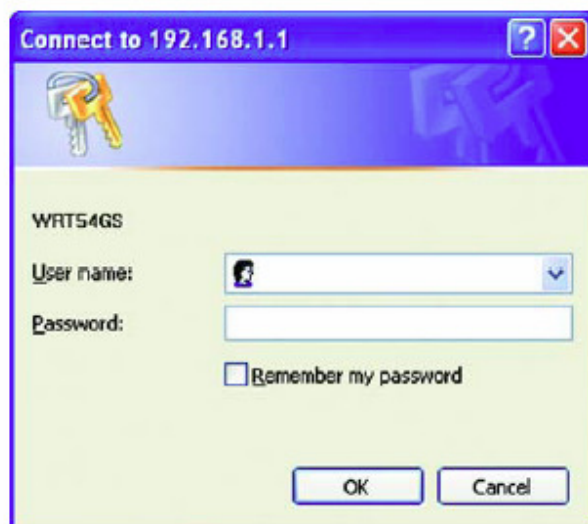 Connect to 192.168.1.1
?
WRT54GS
User name:
Password:
Remember my password
OK
Cancel